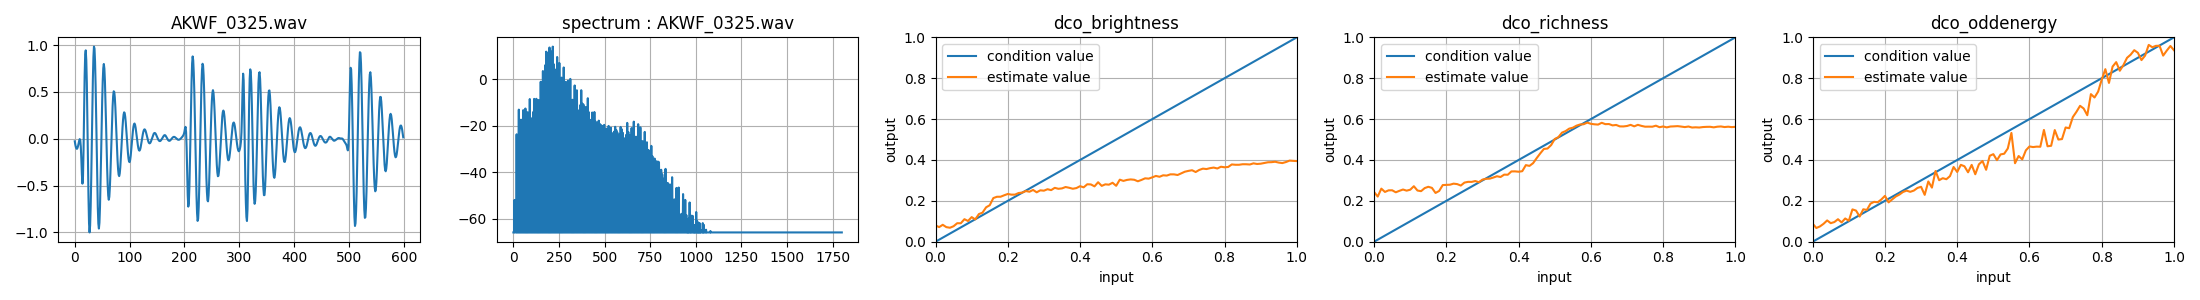 AKWF_0325.wav
1.0
0.5
0.0
−0.5
−1.0
0 100 200 300 400 500 600
spectrum : AKWF_0325.wav
0
−20
−40
−60
0 250 500 750 1000 1250 1500 1750
dco_brightness
condition value
estimate value
output
1.0
0.8
0.6
0.4
0.2
0.0
0.0 0.2 0.4 0.6 0.8 1.0
input
dco_richness
condition value
estimate value
output
1.0
0.8
0.6
0.4
0.2
0.0
0.0 0.2 0.4 0.6 0.8 1.0
input
dco_oddenergy
condition value
estimate value
output
1.0
0.8
0.6
0.4
0.2
0.0
0.0 0.2 0.4 0.6 0.8 1.0
input